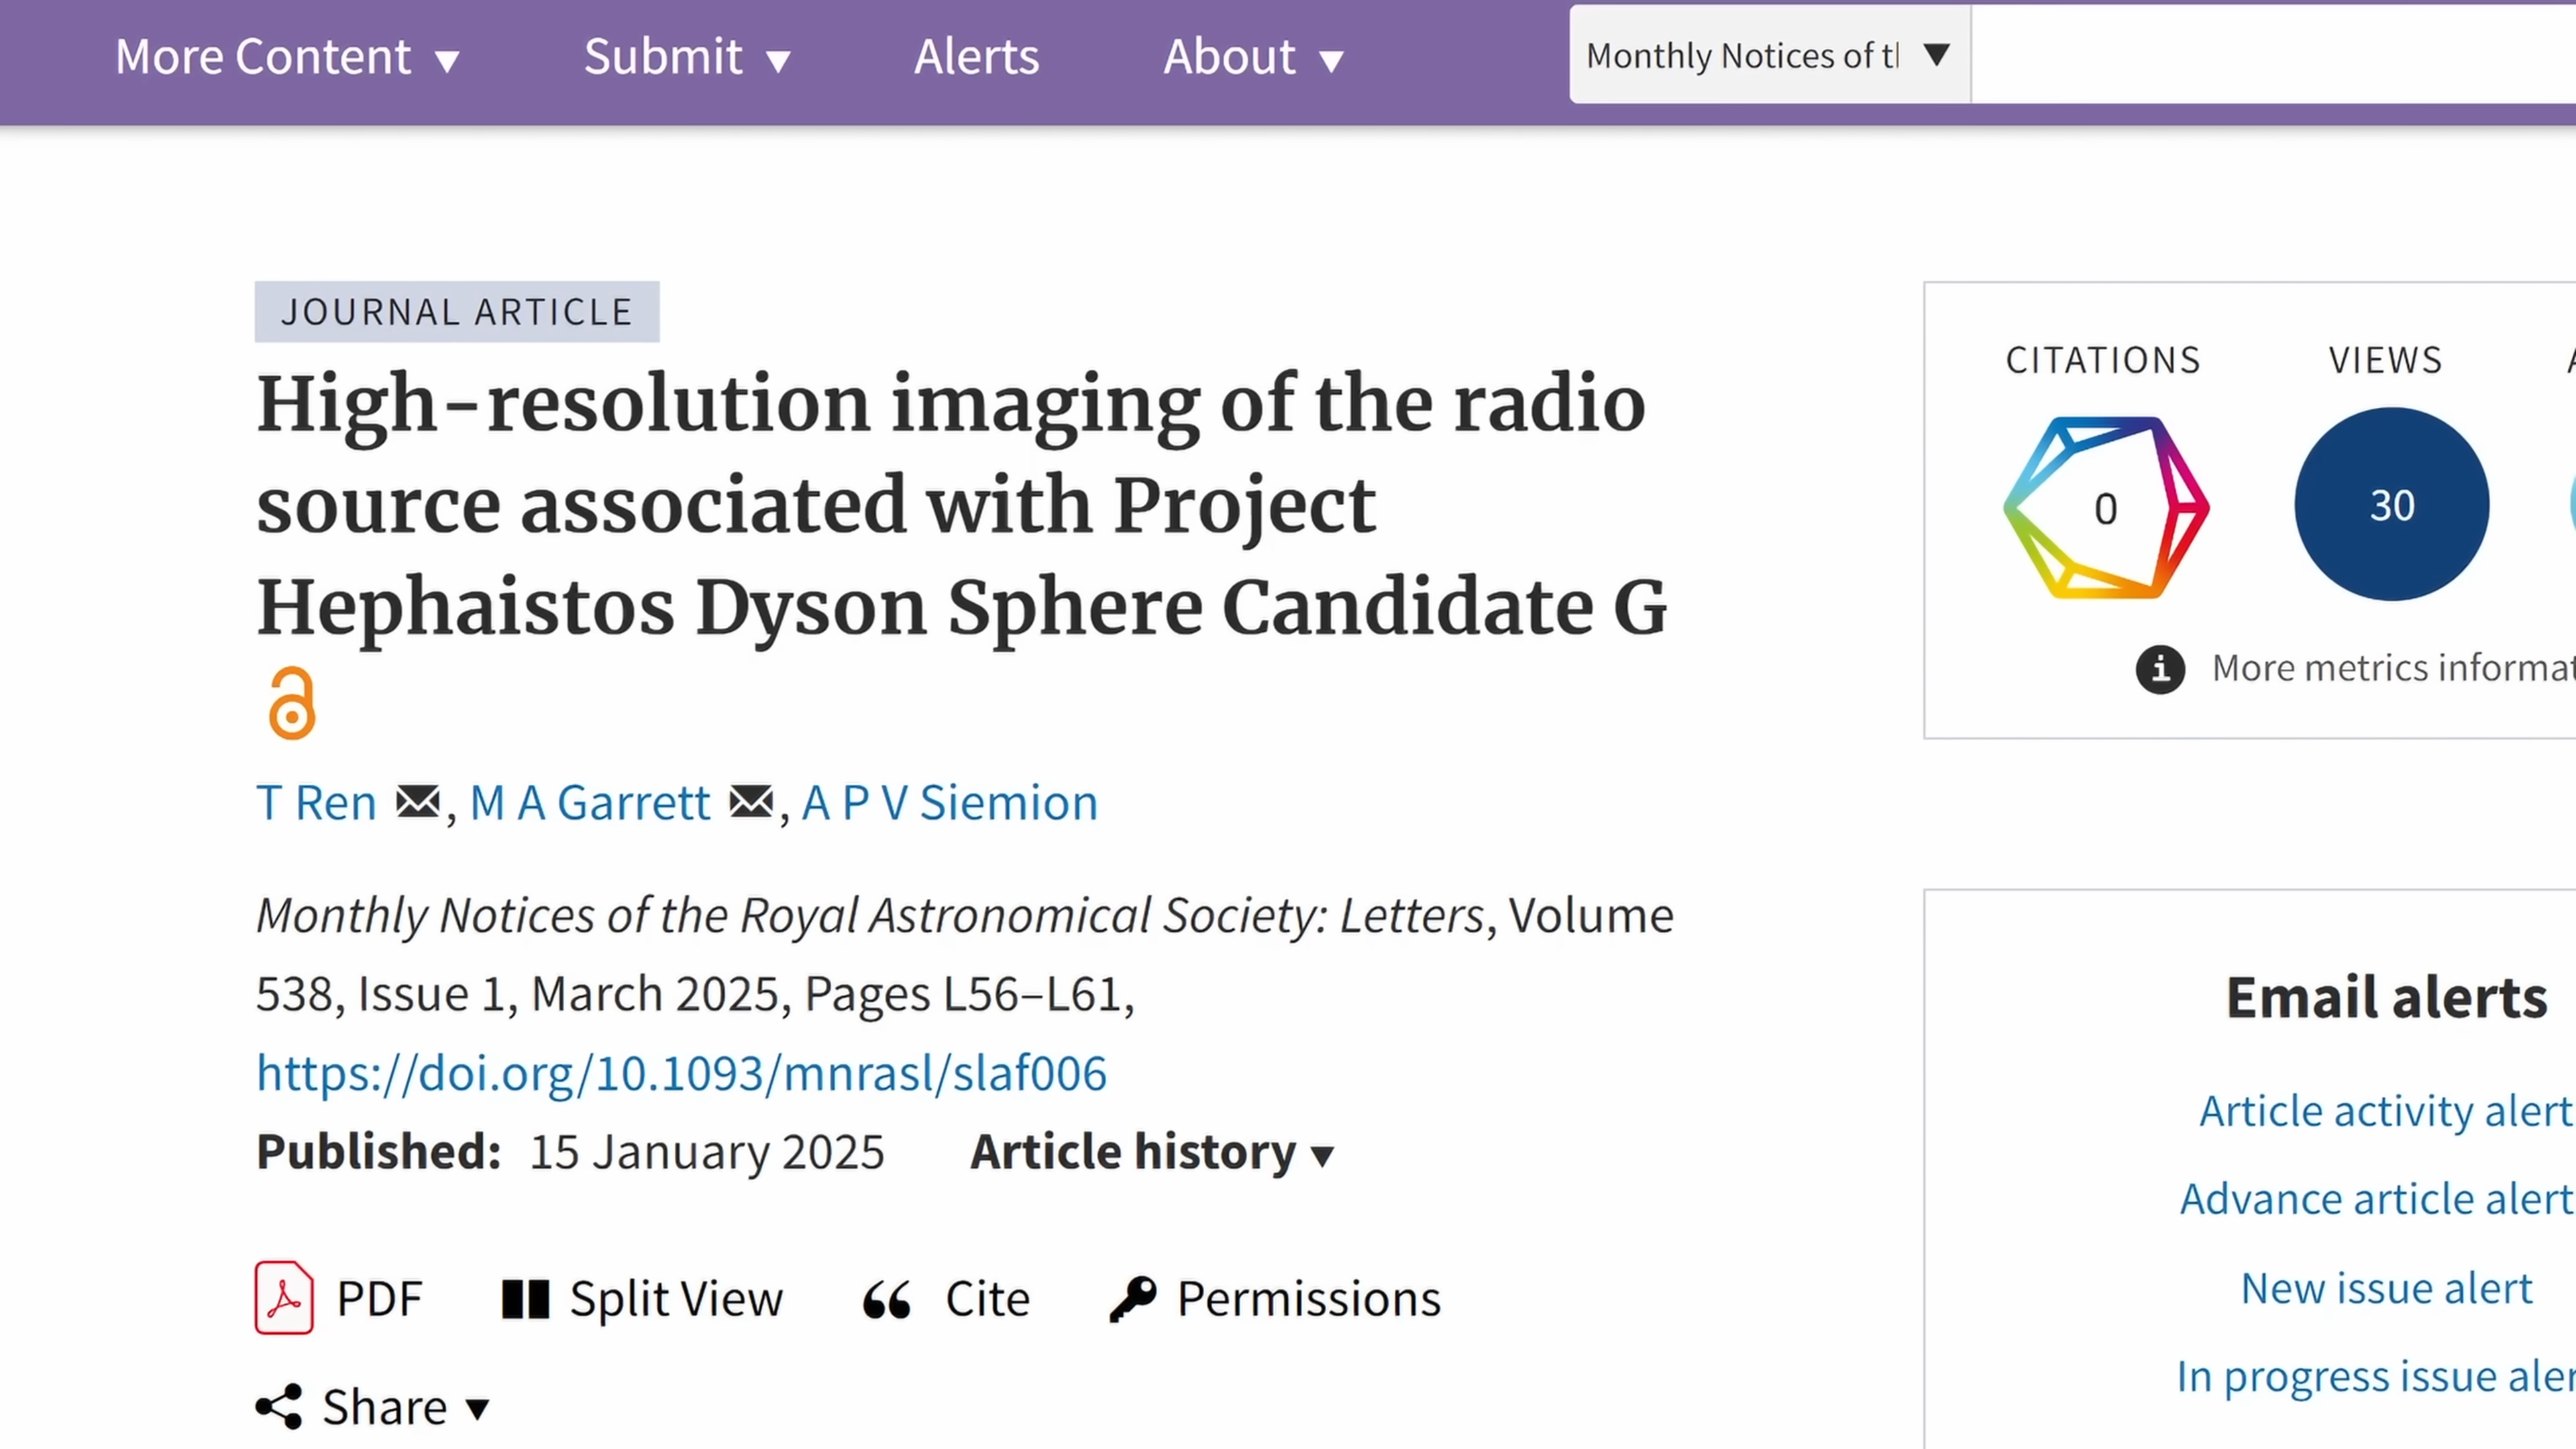 More Content ▼ Submit ▼ Alerts About ▼ Monthly Notices of t ▼
JOURNAL ARTICLE
High-resolution imaging of the radio
source associated with Project
Hephaistos Dyson Sphere Candidate G
T Ren , M A Garrett , A P V Siemion
Monthly Notices of the Royal Astronomical Society: Letters, Volume
538, Issue 1, March 2025, Pages L56–L61,
https://doi.org/10.1093/mnrasl/slaf006
Published: 15 January 2025 Article history ▼
PDF Split View Cite Permissions
Share ▼
CITATIONS VIEWS
0 30
More metrics informat
Email alerts
Article activity alert
Advance article alert
New issue alert
In progress issue aler